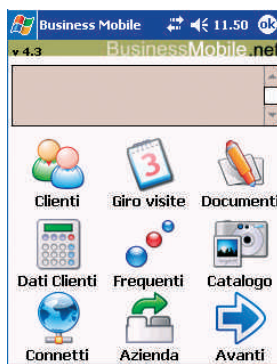 Business Mobile 11.50 ok
v 4.3 BusinessMobile.net
Clienti Giro visite Documenti
3
Dati Clienti Frequenti Catalogo
Connetti Azienda Avanti